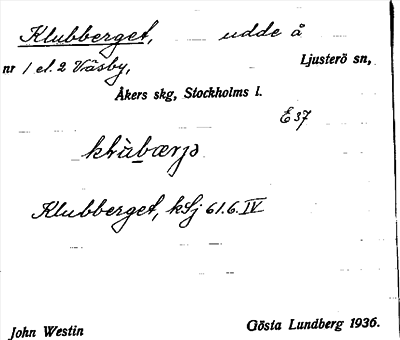 Klubberget, udde å
nr 1 el. 2 Väsby, Ljusterö sn,
Åkers skg, Stockholms l.
E 37
Klubberget, kSj 61.6. IV
John Westin Gösta Lundberg 1936.